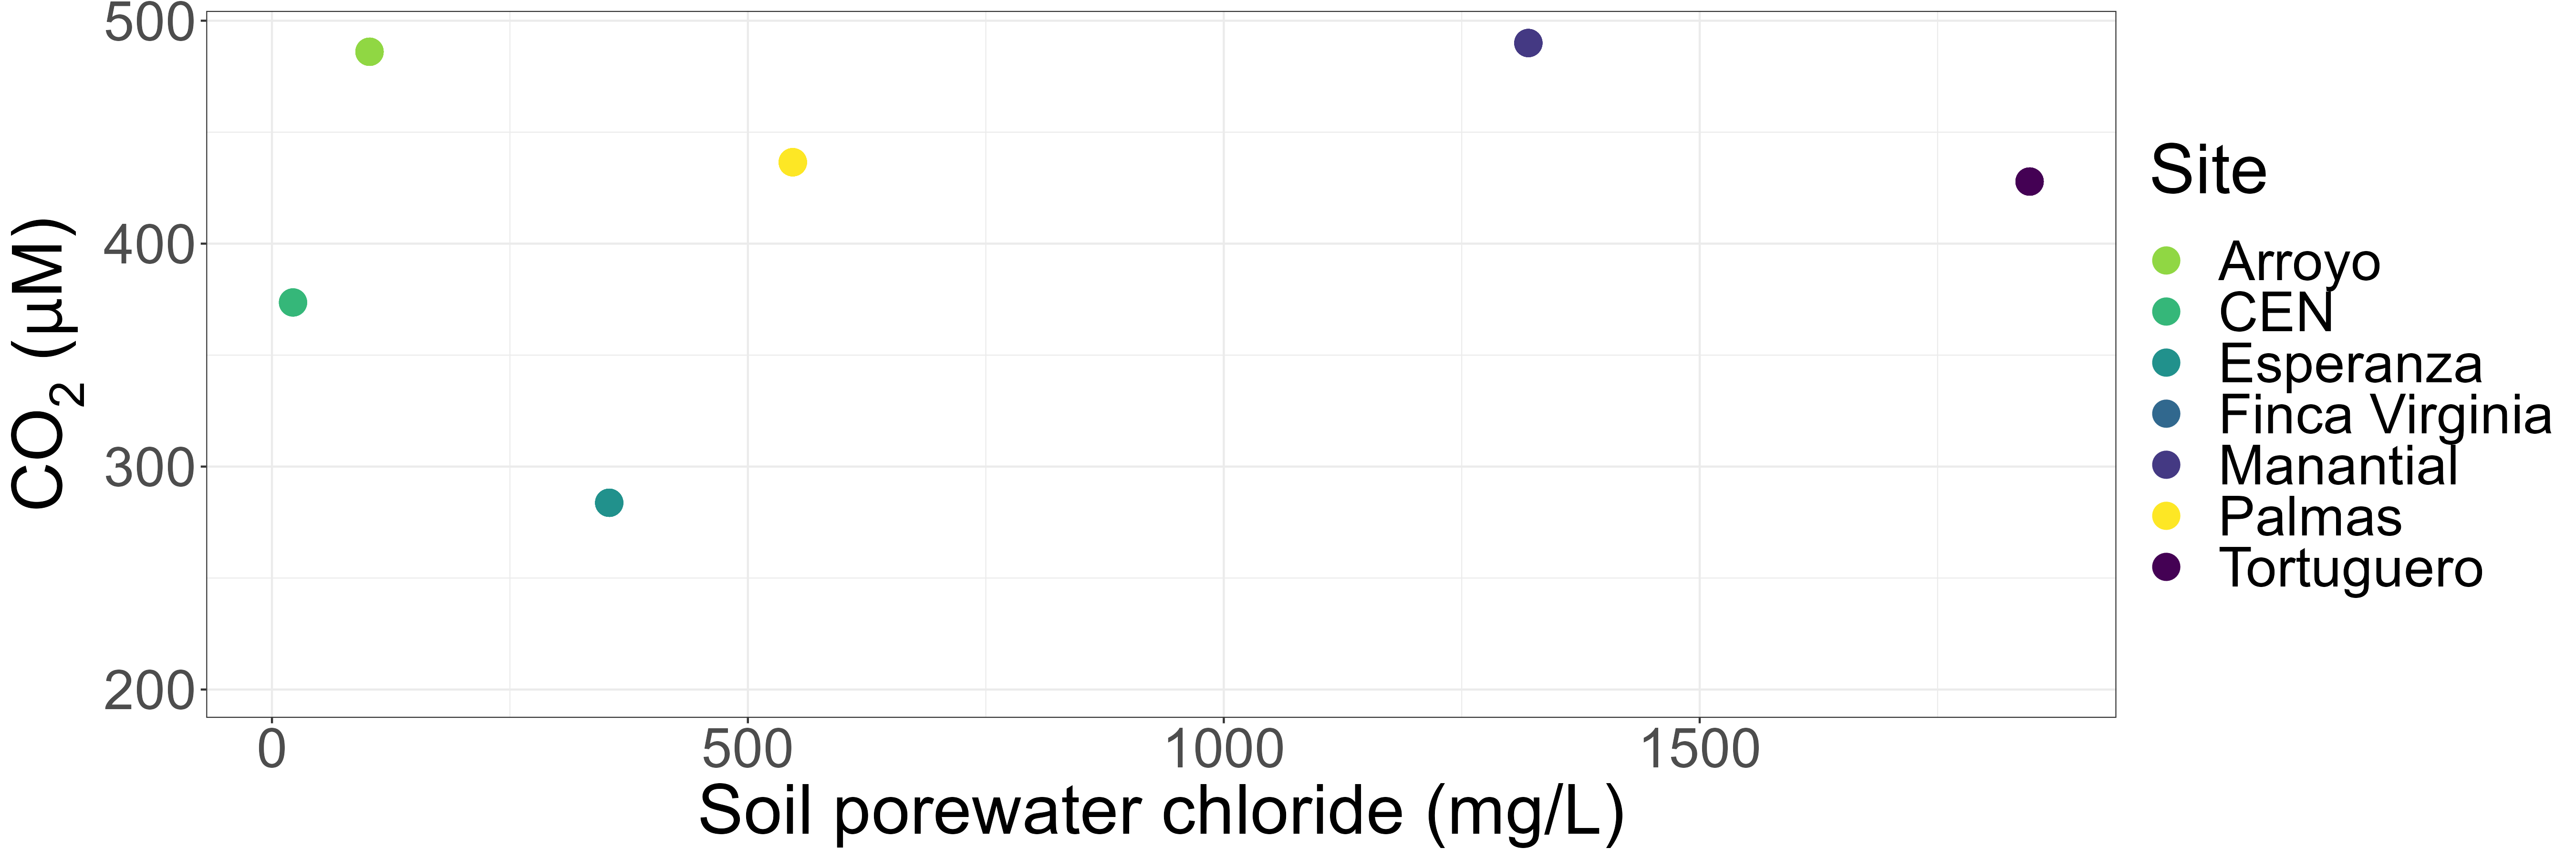 500
400
300
200
CO2 (µM)
0 500 1000 1500
Soil porewater chloride (mg/L)
Site
Arroyo
CEN
Esperanza
Finca Virginia
Manantial
Palmas
Tortuguero